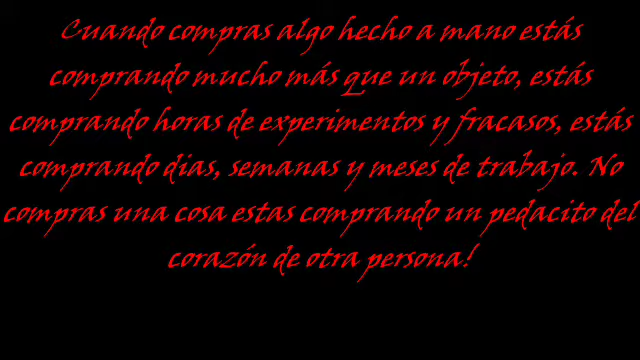 Cuando compras algo hecho a mano estás
comprando mucho más que un objeto, estás
comprando horas de experimentos y fracasos, estás
comprando dias, semanas y meses de trabajo. No
compras una cosa estas comprando un pedacito del
corazón de otra persona!